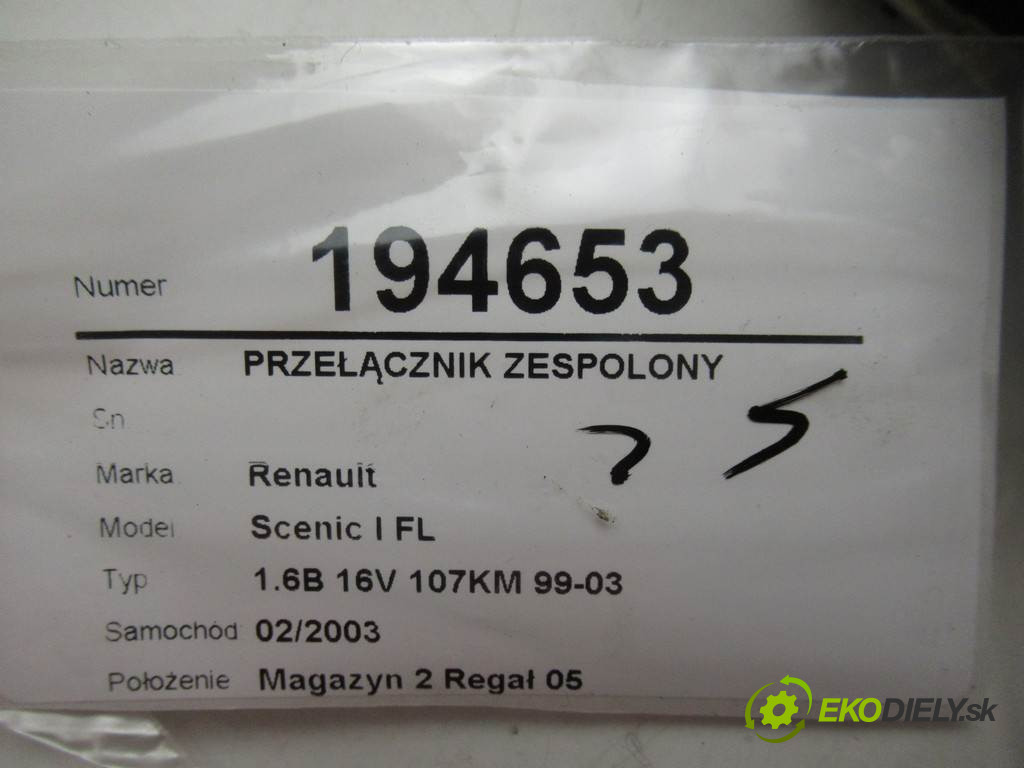 Numer 194653
Nazwa PRZEŁĄCZNIK ZESPOLONY
Sn
Marka Renault
Model Scenic I FL
Typ 1.6B 16V 107KM 99-03
Samochód 02/2003
Położenie Magazyn 2 Regał 05
EKODIELY.sk